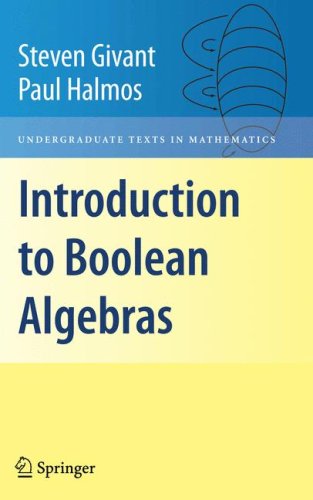 Steven Givant
Paul Halmos
UNDERGRADUATE TEXTS IN MATHEMATICS
Introduction
to Boolean
Algebras
Springer